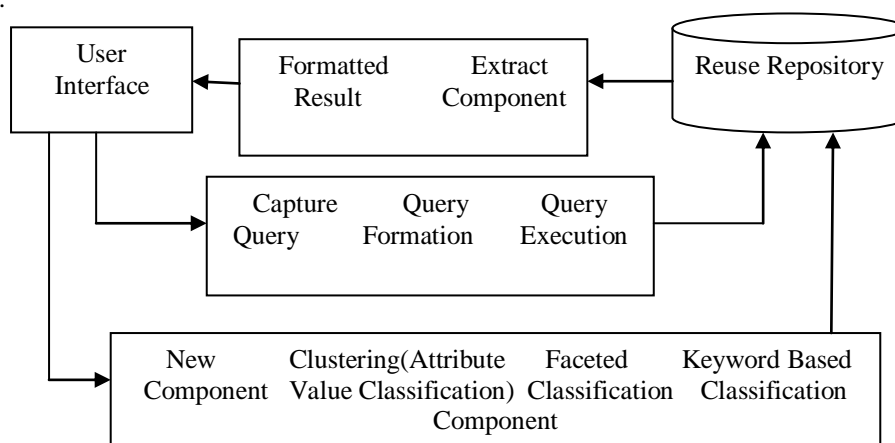 .
User
Interface
Formatted Extract
Result Component
Reuse Repository
Capture Query Query
Query Formation Execution
New Clustering(Attribute Faceted Keyword Based
Component Value Classification) Classification Classification
Component